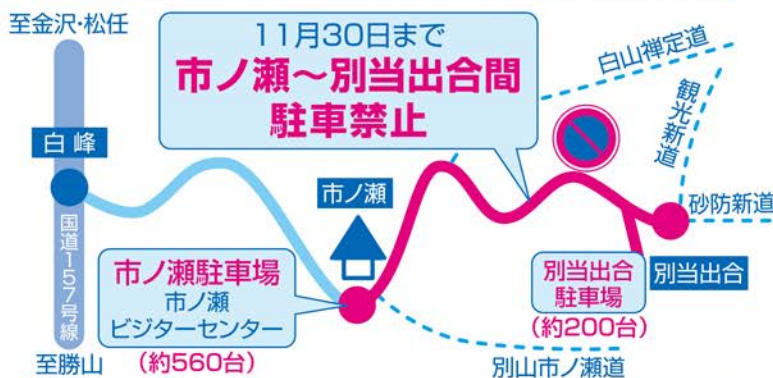 至金沢・松任
11月30日まで
市ノ瀬〜別当出合間
駐車禁止
白山禅定道
観光新道
白峰
市ノ瀬
砂防新道
国道157号線
市ノ瀬駐車場
市ノ瀬
ビジターセンター
(約560台)
別当出合
駐車場
(約200台)
別当出合
至勝山
別山市ノ瀬道